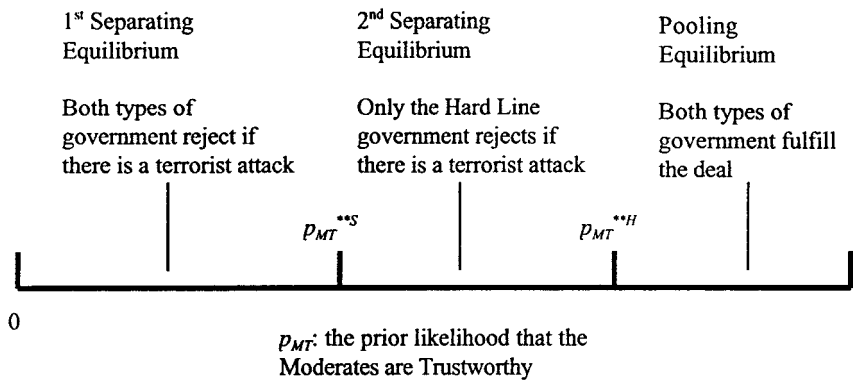 1st Separating
Equilibrium
Both types of
government reject if
there is a terrorist attack
2nd Separating
Equilibrium
Only the Hard Line
government rejects if
there is a terrorist attack
Pooling
Equilibrium
Both types of
government fulfill
the deal
pMT**S
pMT**H
0
pMT: the prior likelihood that the
Moderates are Trustworthy